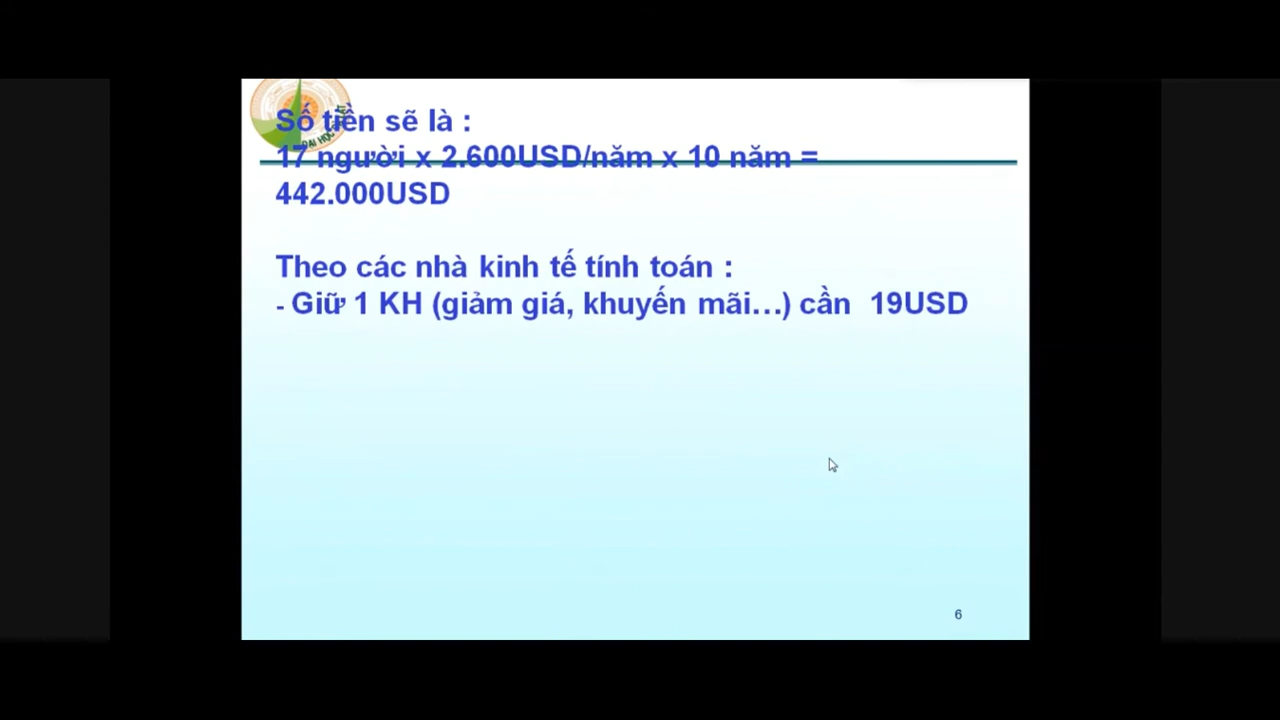 Số tiền sẽ là :
17 người x 2.600USD/năm x 10 năm =
442.000USD
Theo các nhà kinh tế tính toán :
- Giữ 1 KH (giảm giá, khuyến mãi...) cần 19USD
6